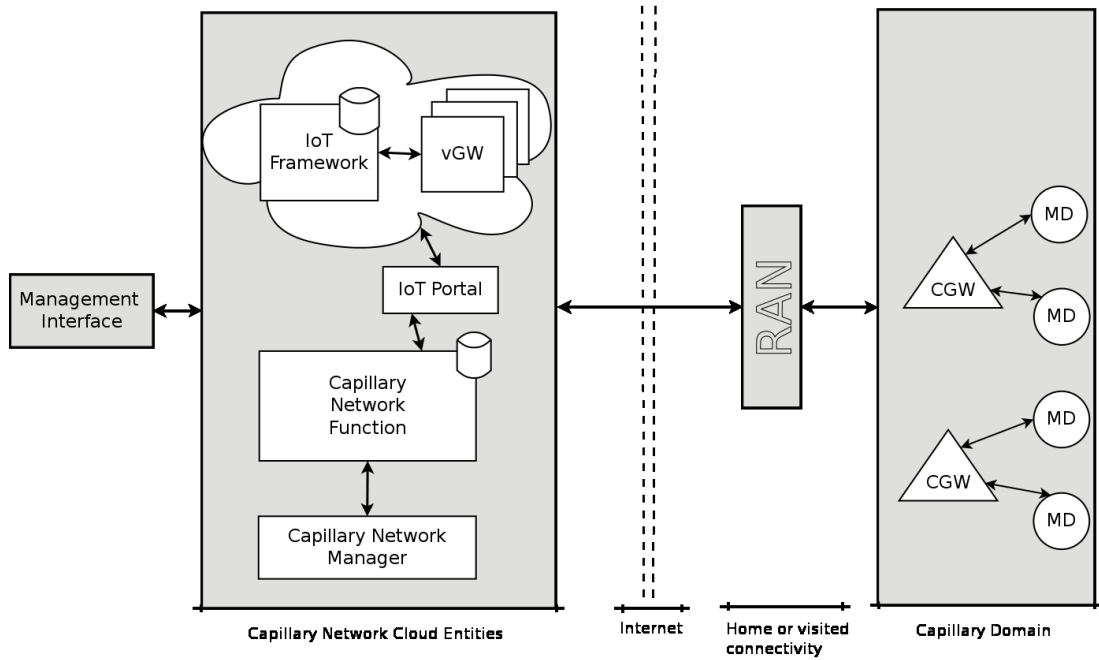 IoT
Framework
vGW
IoT Portal
Management
Interface
Capillary
Network
Function
Capillary Network
Manager
RAN
MD
CGW
MD
MD
CGW
MD
Capillary Network Cloud Entities
Internet
Home or visited
connectivity
Capillary Domain